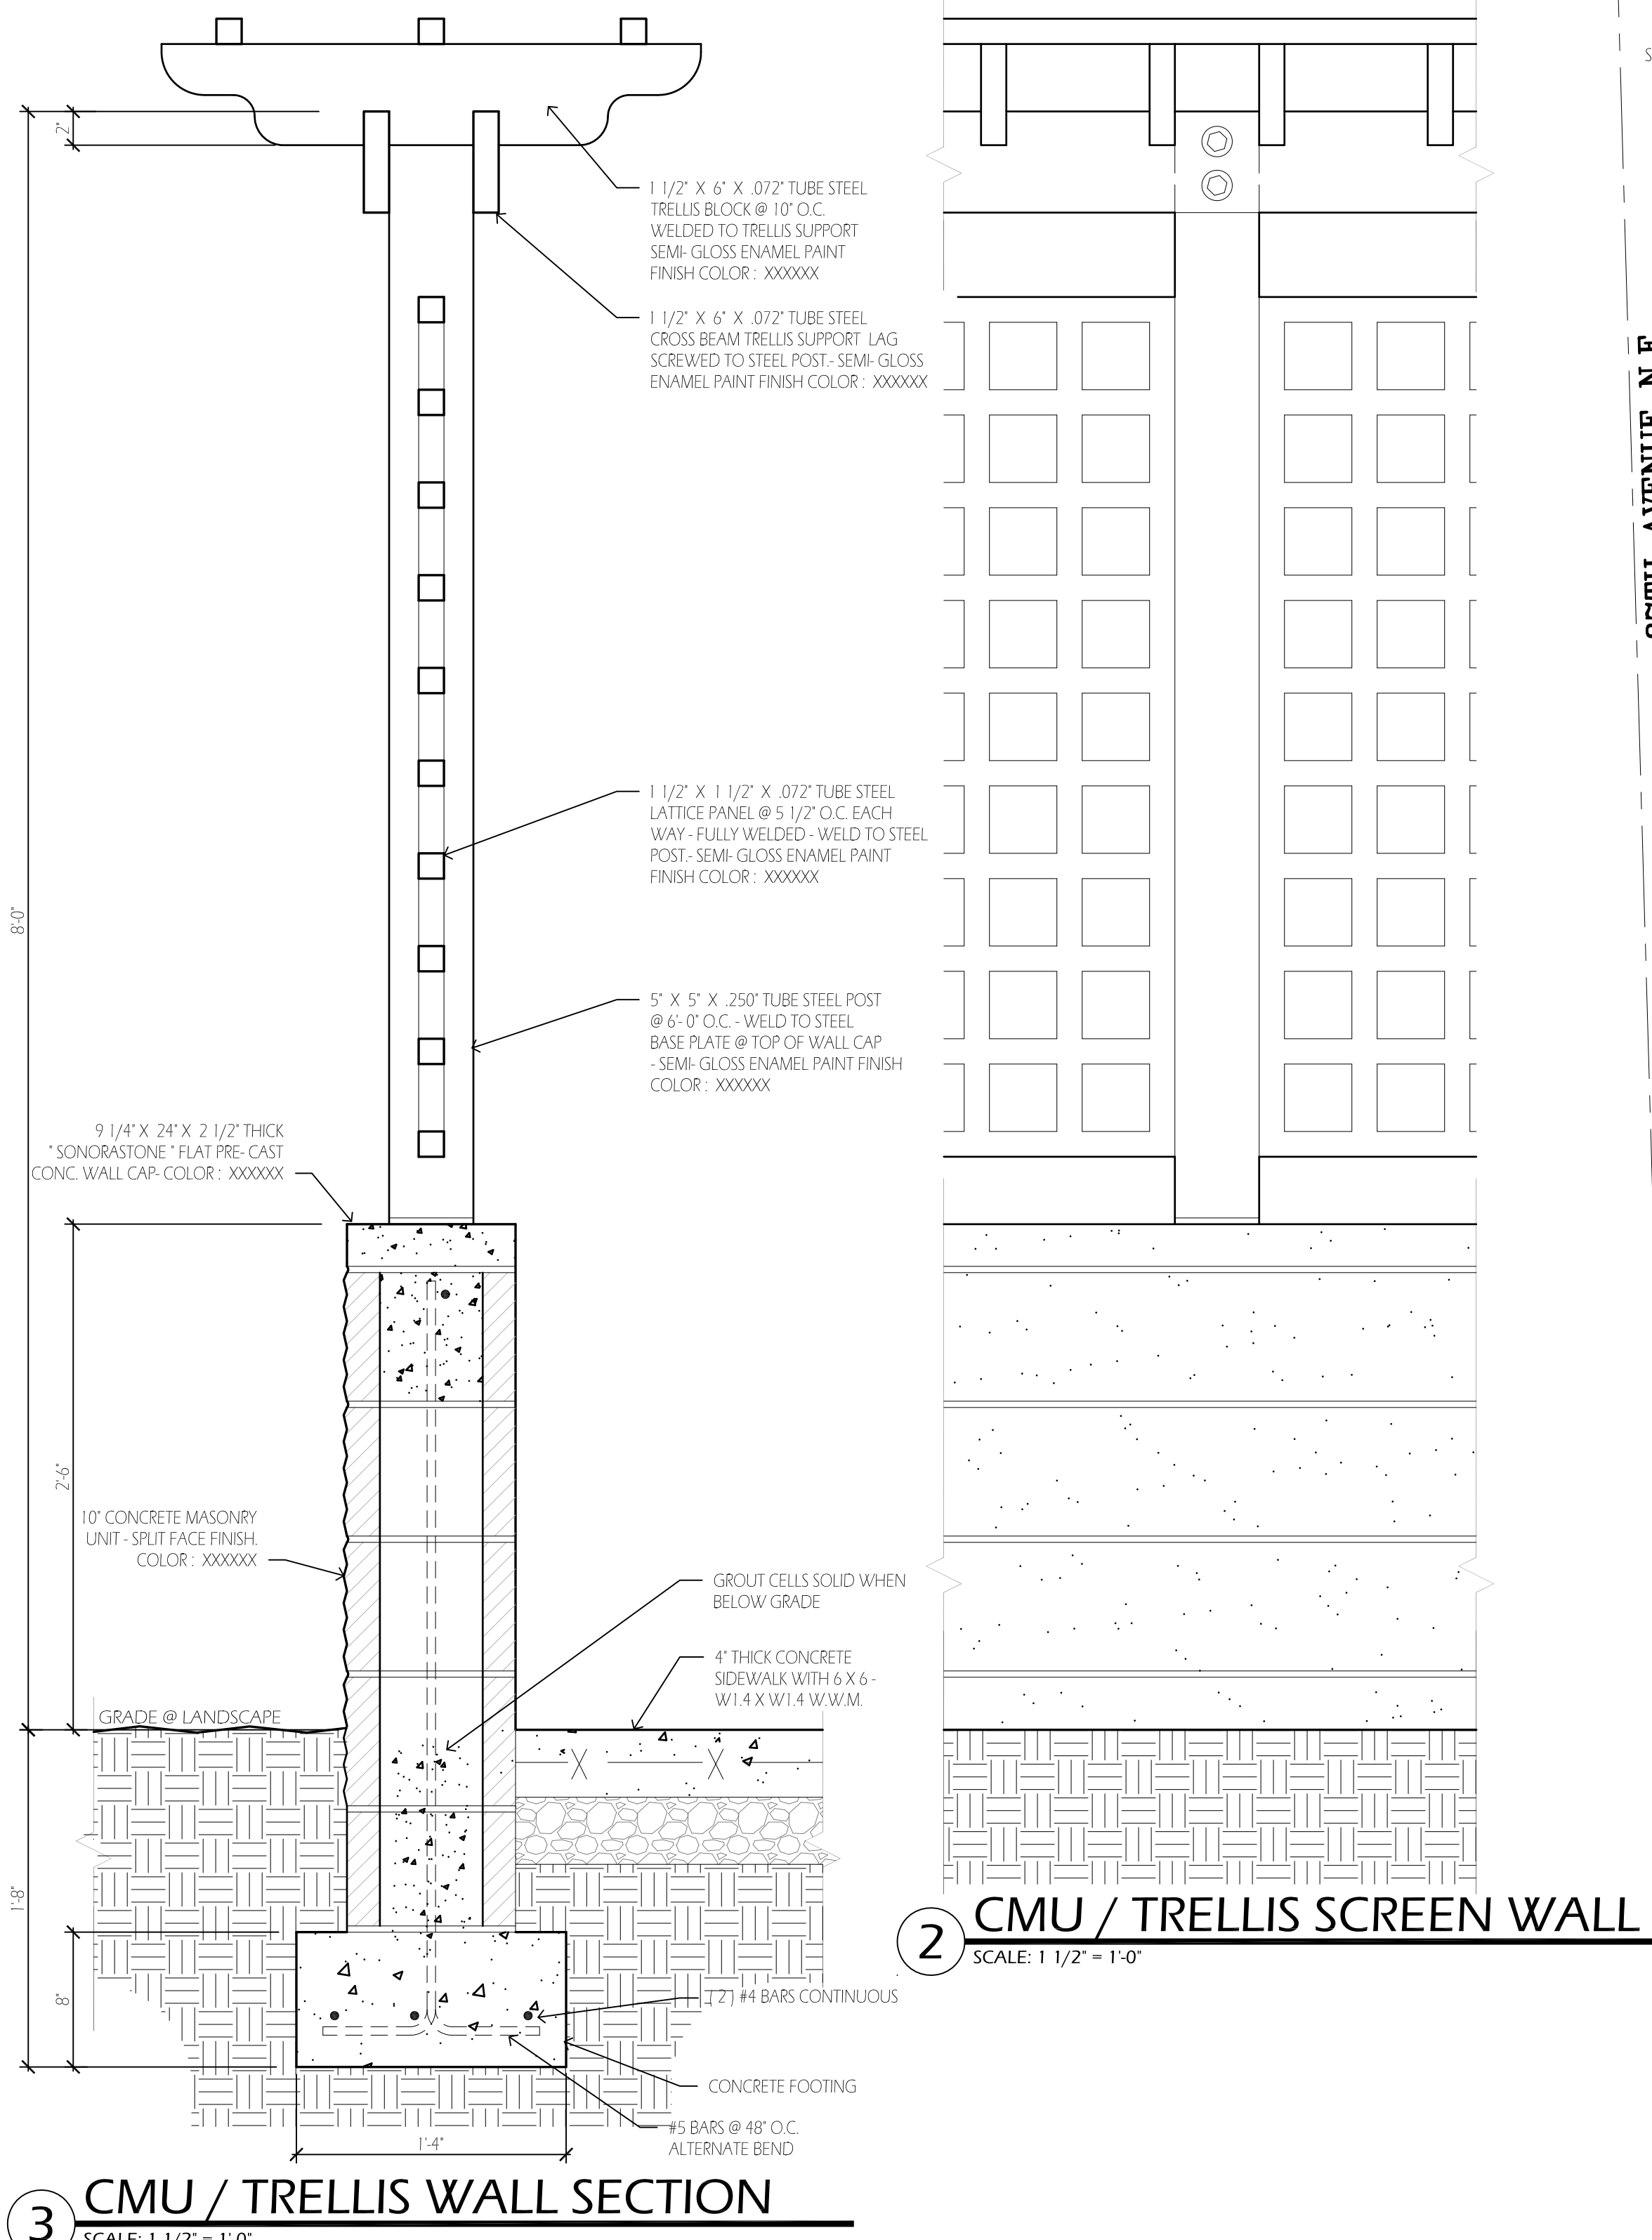 2"
1 1/2" X 6" X .072" TUBE STEEL
TRELLIS BLOCK @ 10" O.C.
WELDED TO TRELLIS SUPPORT
SEMI- GLOSS ENAMEL PAINT
FINISH COLOR : XXXXXX
1 1/2" X 6" X .072" TUBE STEEL
CROSS BEAM TRELLIS SUPPORT LAG
SCREWED TO STEEL POST.- SEMI- GLOSS
ENAMEL PAINT FINISH COLOR : XXXXXX
1 1/2" X 1 1/2" X .072" TUBE STEEL
LATTICE PANEL @ 5 1/2" O.C. EACH
WAY - FULLY WELDED - WELD TO STEEL
POST.- SEMI- GLOSS ENAMEL PAINT
FINISH COLOR : XXXXXX
8'-0"
5" X 5" X .250" TUBE STEEL POST
@ 6'- 0" O.C. - WELD TO STEEL
BASE PLATE @ TOP OF WALL CAP
- SEMI- GLOSS ENAMEL PAINT FINISH
COLOR : XXXXXX
9 1/4" X 24" X 2 1/2" THICK
" SONORASTONE " FLAT PRE- CAST
CONC. WALL CAP- COLOR : XXXXXX
2'-6"
10" CONCRETE MASONRY
UNIT - SPLIT FACE FINISH.
COLOR : XXXXXX
GROUT CELLS SOLID WHEN
BELOW GRADE
4" THICK CONCRETE
SIDEWALK WITH 6 X 6 -
W1.4 X W1.4 W.W.M.
GRADE @ LANDSCAPE
1'-8"
8"
( 2 ) #4 BARS CONTINUOUS
CONCRETE FOOTING
#5 BARS @ 48" O.C.
ALTERNATE BEND
1'-4"
2 CMU / TRELLIS SCREEN WALL
SCALE: 1 1/2" = 1'-0"
3 CMU / TRELLIS WALL SECTION
SCALE: 1 1/2" = 1'-0"
AVENUE N E